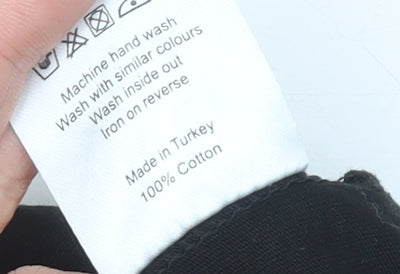 Machine hand wash
Wash with similar colours
Wash inside out
Iron on reverse
Made in Turkey
100% Cotton